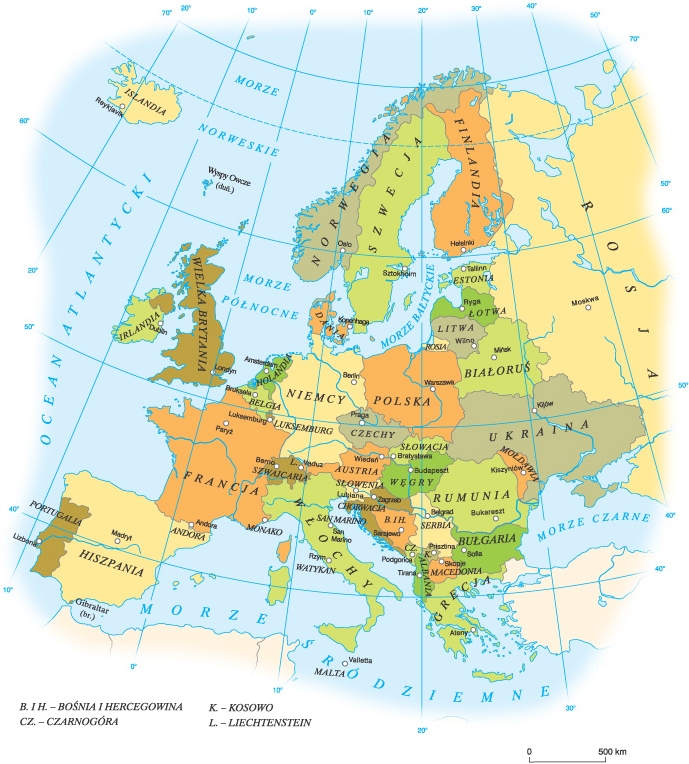 70°
20°
10°
0°
10°
20°
30°
40°
50°
70°
60°
60°
50°
20°
50°
50°
40°
40°
40°
10°
0°
10°
20°
30°
MORZE
NORWESKIE
ISLANDIA
Reykjavik
Wyspy Owcze
(duń.)
OCEAN ATLANTYCKI
NORWEGIA
SZWECJA
FINLANDIA
ROSJA
Oslo
Helsinki
Sztokholm
Tallinn
ESTONIA
MORZE
PÓŁNOCNE
MORZE BAŁTYCKIE
Ryga
ŁOTWA
LITWA
Wilno
ROSJA
Moskwa
WIELKA BRYTANIA
IRLANDIA
Dublin
DANIA
Kopenhaga
Mińsk
BIAŁORUŚ
Londyn
Amsterdam
HOLANDIA
Bruksela
BELGIA
Berlin
NIEMCY
Warszawa
POLSKA
Kijów
UKRAINA
Luksemburg
LUKSEMBURG
Paryż
Praga
CZECHY
SŁOWACJA
Bratysława
Wiedeń
AUSTRIA
Budapeszt
WĘGRY
MOŁDAWIA
Kiszyniów
Berno
SZWAJCARIA
L.
Vaduz
FRANCJA
SŁOWENIA
Lublana
Zagrzeb
CHORWACJA
RUMUNIA
Bukareszt
Belgrad
SERBIA
B. I H.
Sarajewo
SAN MARINO
San
Marino
MONAKO
WŁOCHY
Rzym
WATYKAN
CZ.
Podgorica
K.
Prisztina
Sofia
BUŁGARIA
Skopje
MACEDONIA
Tirana
ALBANIA
GRECJA
Ateny
MORZE CZARNE
PORTUGALIA
Lizbona
Madryt
HISZPANIA
Andora
ANDORA
Gibraltar
(br.)
MORZE ŚRÓDZIEMNE
Valletta
MALTA
B. I H. – BOŚNIA I HERCEGOWINA
CZ. – CZARNOGÓRA
K. – KOSOWO
L. – LIECHTENSTEIN
0
500 km